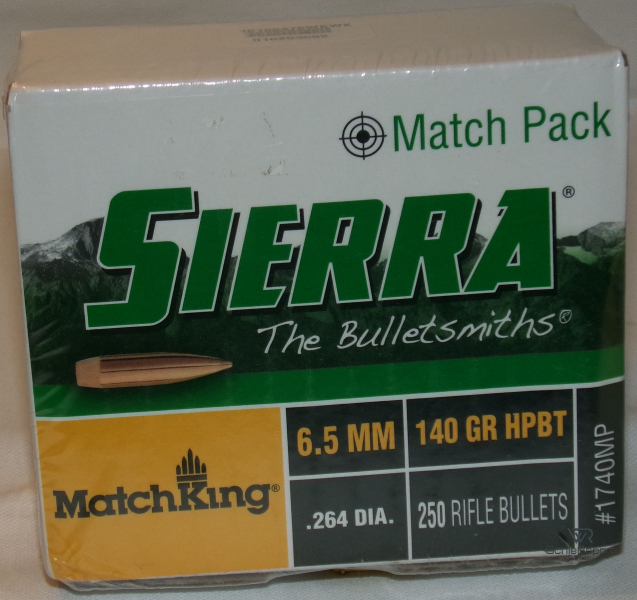 Match Pack
SIERRA®
The Bulletsmiths®
MatchKing®
6.5 MM
140 GR HPBT
.264 DIA.
250 RIFLE BULLETS
#1740MP